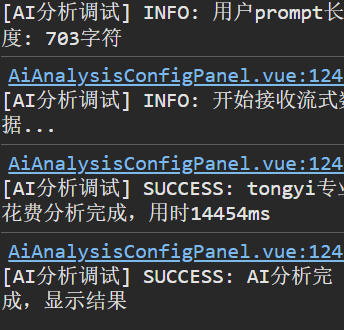 [AI分析调试] INFO: 用户prompt长
度: 703字符
AiAnalysisConfigPanel.vue:124
[AI分析调试] INFO: 开始接收流式数
据...
AiAnalysisConfigPanel.vue:124
[AI分析调试] SUCCESS: tongyi专业
花费分析完成，用时14454ms
AiAnalysisConfigPanel.vue:124
[AI分析调试] SUCCESS: AI分析完
成，显示结果